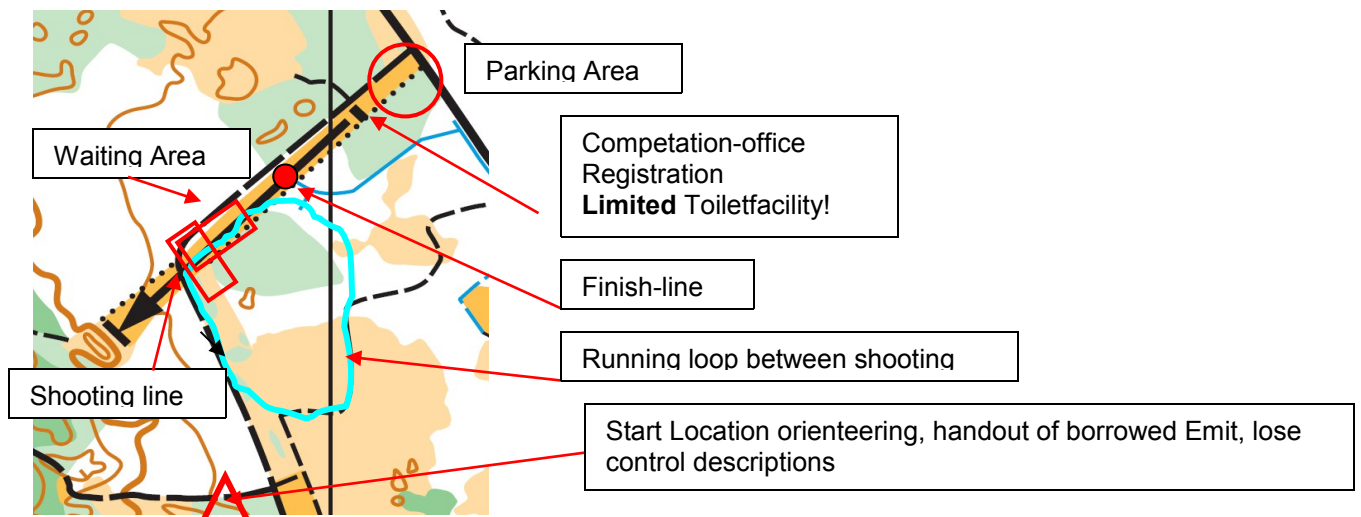 Parking Area
Competation-office
Registration
Limited Toiletfacility!
Waiting Area
Finish-line
Running loop between shooting
Shooting line
Start Location orienteering, handout of borrowed Emit, lose
control descriptions